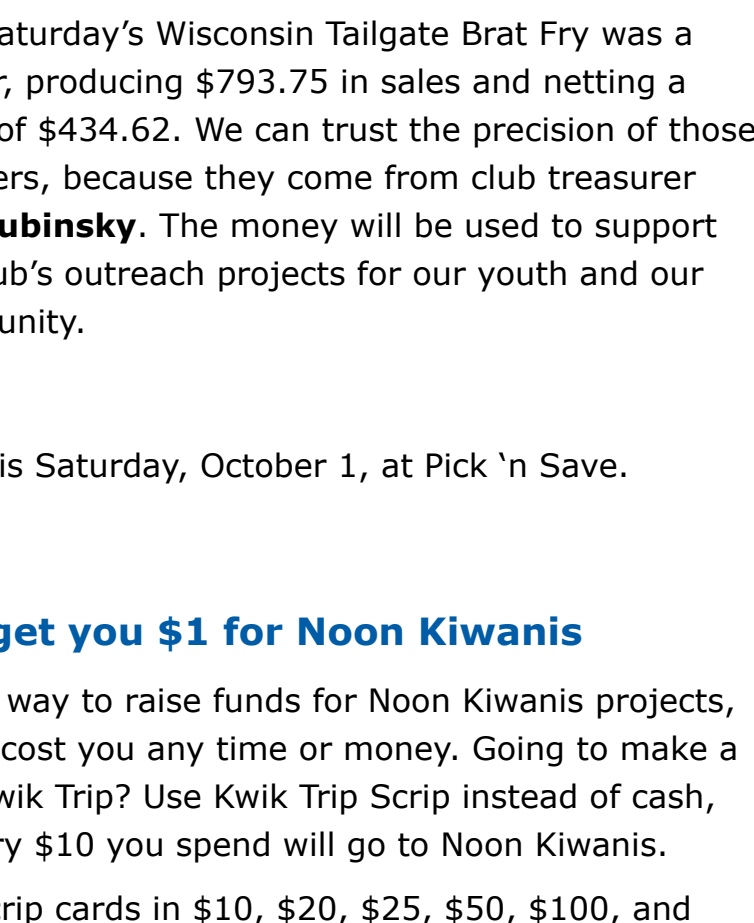 aturday’s Wisconsin Tailgate Brat Fry was a
, producing $793.75 in sales and netting a
of $434.62. We can trust the precision of those
ers, because they come from club treasurer
ubinsky. The money will be used to support
ub’s outreach projects for our youth and our
unity.
is Saturday, October 1, at Pick ‘n Save.
get you $1 for Noon Kiwanis
way to raise funds for Noon Kiwanis projects,
cost you any time or money. Going to make a
wik Trip? Use Kwik Trip Scrip instead of cash,
ry $10 you spend will go to Noon Kiwanis.
rip cards in $10, $20, $25, $50, $100, and